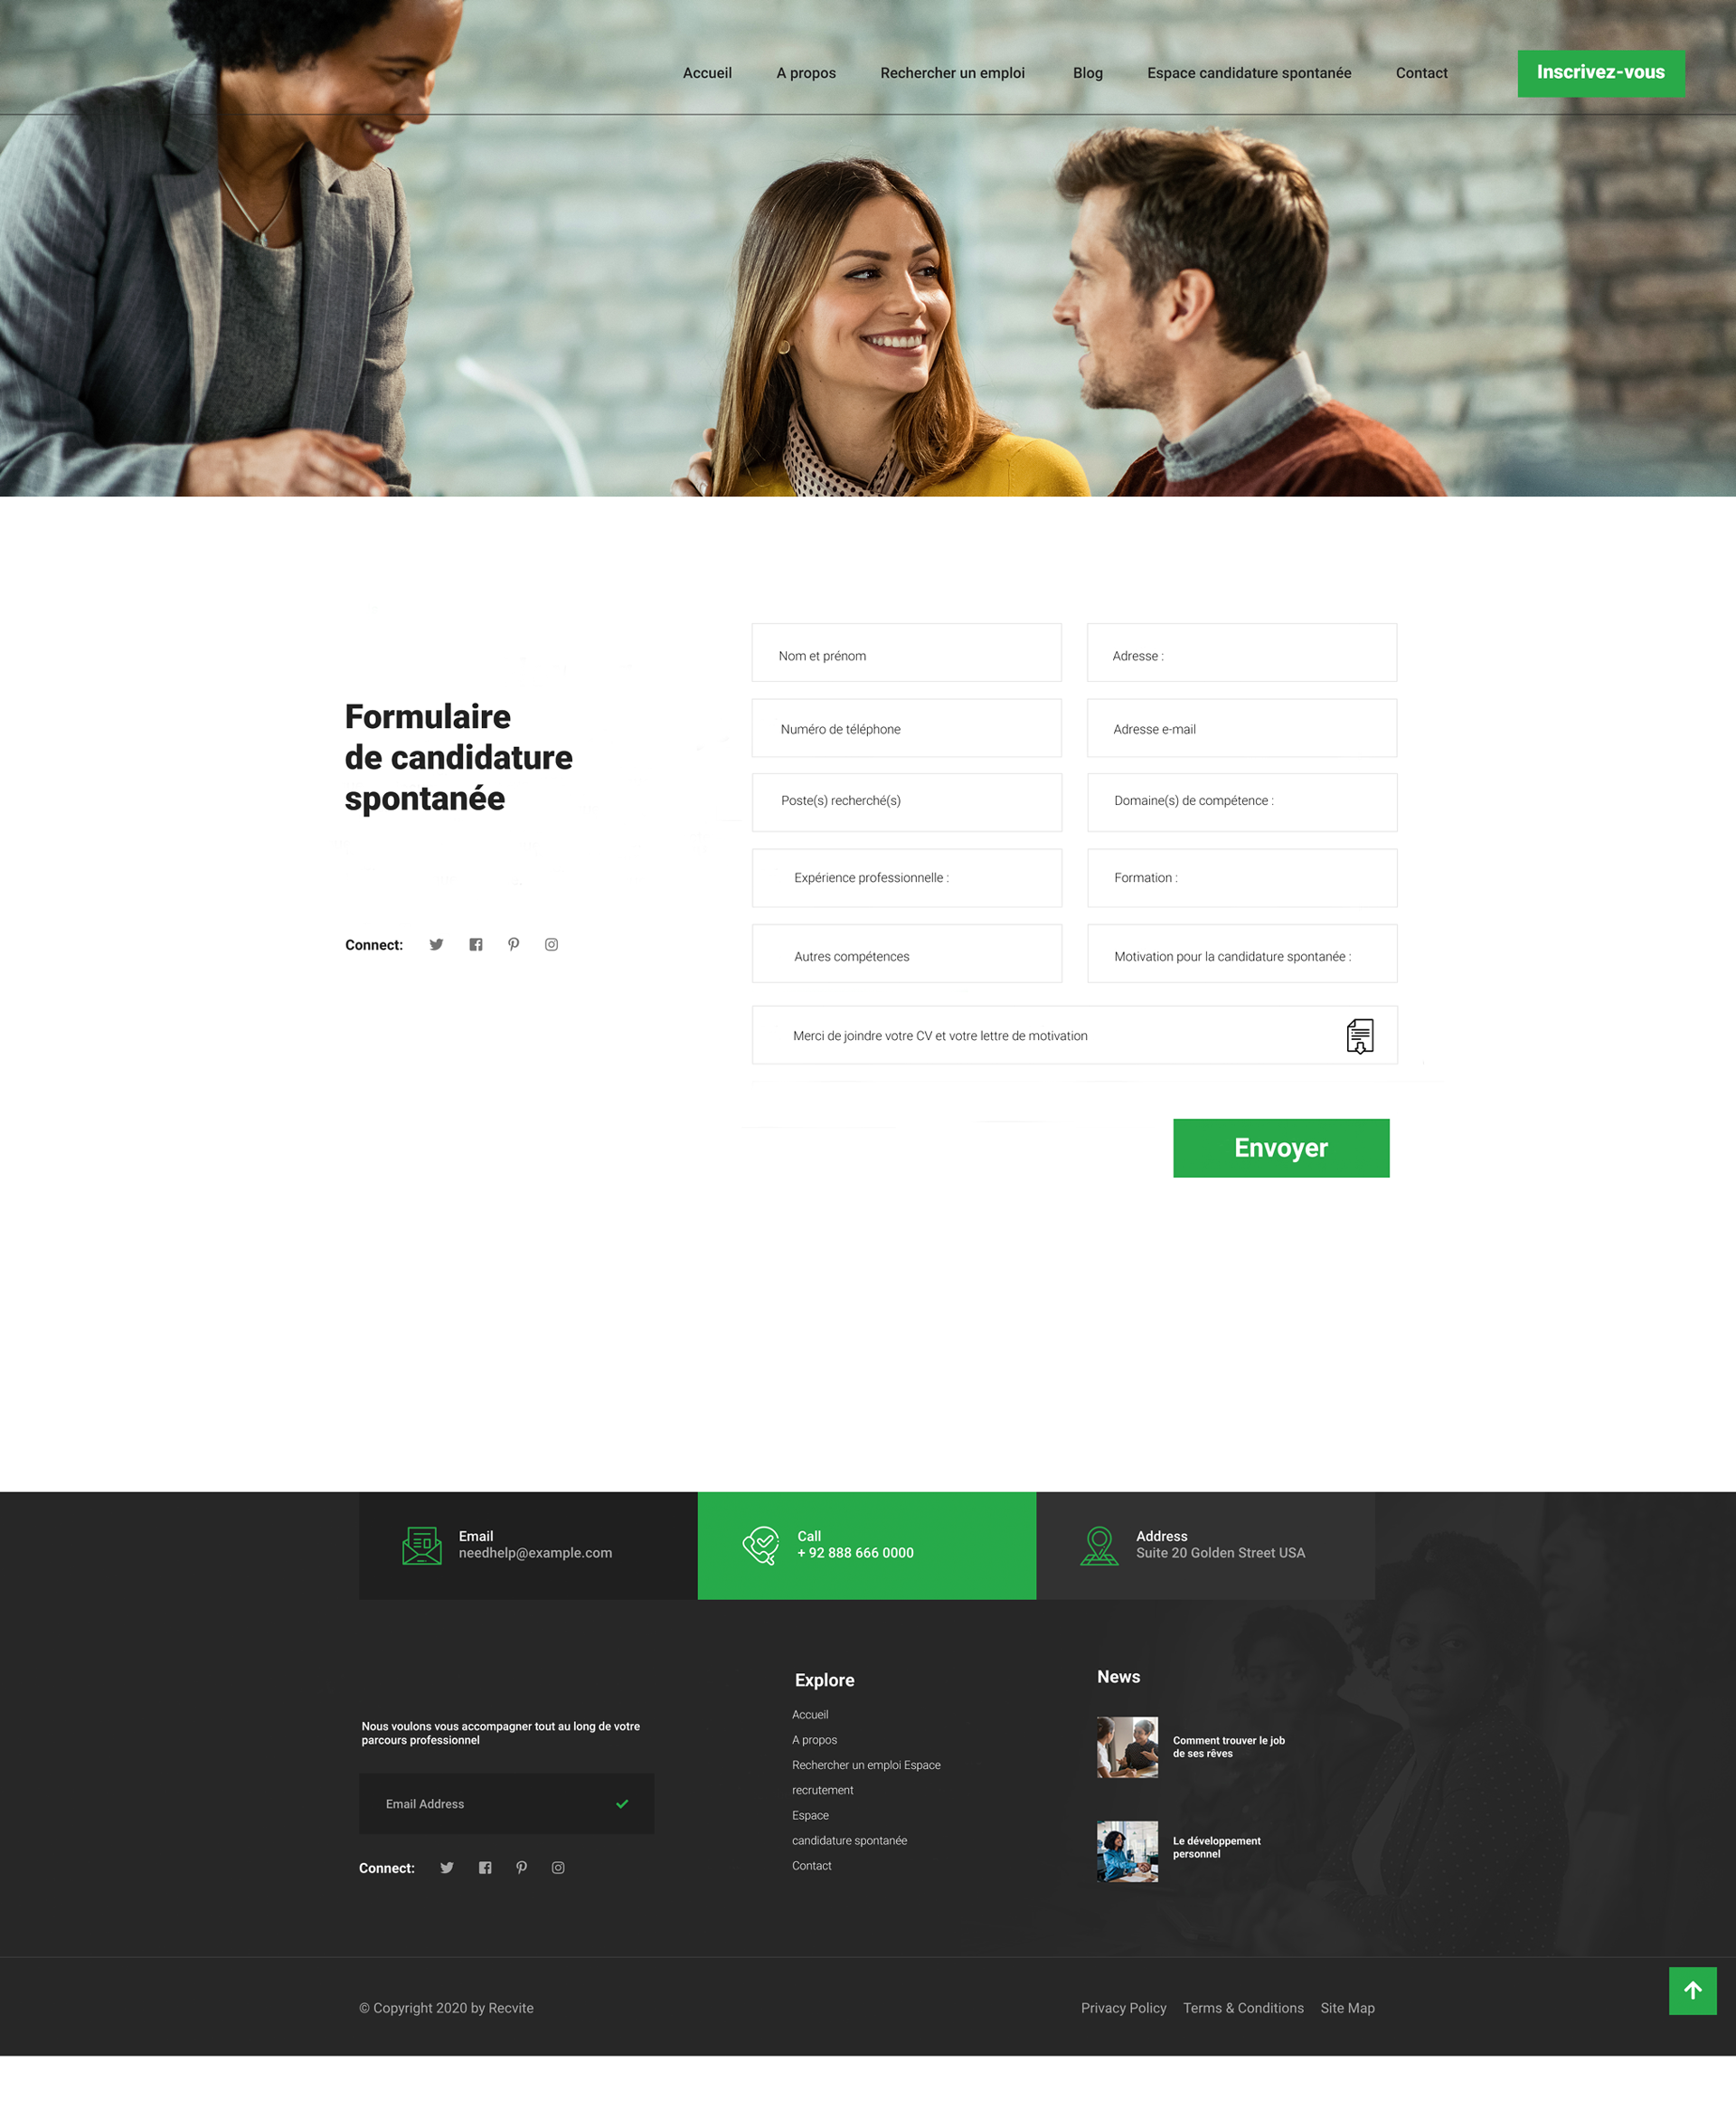 Accueil A propos Rechercher un emploi Blog Espace candidature spontanée Contact Inscrivez-vous
Formulaire
de candidature
spontanée
Connect:
Nom et prénom
Adresse :
Numéro de téléphone
Adresse e-mail
Poste(s) recherché(s)
Domaine(s) de compétence :
Expérience professionnelle :
Formation :
Autres compétences
Motivation pour la candidature spontanée :
Merci de joindre votre CV et votre lettre de motivation
Envoyer
Email
needhelp@example.com
Call
+ 92 888 666 0000
Address
Suite 20 Golden Street USA
Nous voulons vous accompagner tout au long de votre
parcours professionnel
Email Address
Connect:
Explore
Accueil
A propos
Rechercher un emploi Espace
recrutement
Espace
candidature spontanée
Contact
News
Comment trouver le job
de ses rêves
Le développement
personnel
© Copyright 2020 by Recvite
Privacy Policy Terms & Conditions Site Map